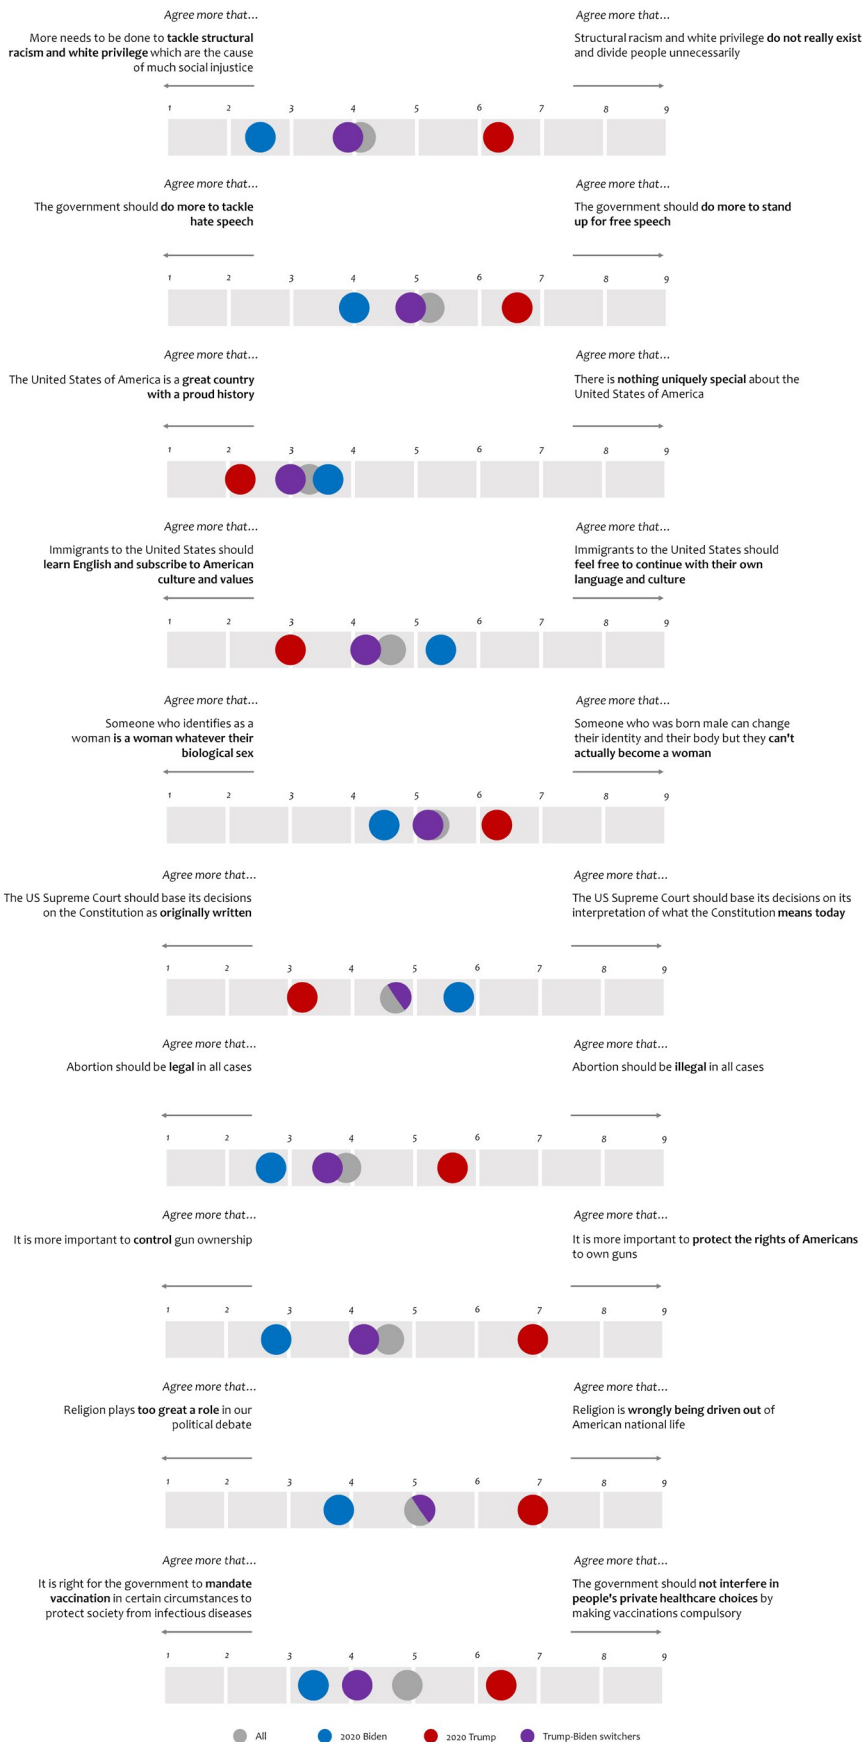 Agree more that...
Agree more that...
More needs to be done to tackle structural
racism and white privilege which are the cause
of much social injustice
Structural racism and white privilege do not really exist
and divide people unnecessarily
1 2 3 4 5 6 7 8 9
Agree more that...
Agree more that...
The government should do more to tackle
hate speech
The government should do more to stand
up for free speech
1 2 3 4 5 6 7 8 9
Agree more that...
Agree more that...
The United States of America is a great country
with a proud history
There is nothing uniquely special about the
United States of America
1 2 3 4 5 6 7 8 9
Agree more that...
Agree more that...
Immigrants to the United States should
learn English and subscribe to American
culture and values
Immigrants to the United States should
feel free to continue with their own
language and culture
1 2 3 4 5 6 7 8 9
Agree more that...
Agree more that...
Someone who identifies as a
woman is a woman whatever their
biological sex
Someone who was born male can change
their identity and their body but they can't
actually become a woman
1 2 3 4 5 6 7 8 9
Agree more that...
Agree more that...
The US Supreme Court should base its decisions
on the Constitution as originally written
The US Supreme Court should base its decisions on its
interpretation of what the Constitution means today
1 2 3 4 5 6 7 8 9
Agree more that...
Agree more that...
Abortion should be legal in all cases
Abortion should be illegal in all cases
1 2 3 4 5 6 7 8 9
Agree more that...
Agree more that...
It is more important to control gun ownership
It is more important to protect the rights of Americans
to own guns
1 2 3 4 5 6 7 8 9
Agree more that...
Agree more that...
Religion plays too great a role in our
political debate
Religion is wrongly being driven out of
American national life
1 2 3 4 5 6 7 8 9
Agree more that...
Agree more that...
It is right for the government to mandate
vaccination in certain circumstances to
protect society from infectious diseases
The government should not interfere in
people's private healthcare choices by
making vaccinations compulsory
1 2 3 4 5 6 7 8 9
All 2020 Biden 2020 Trump Trump-Biden switchers